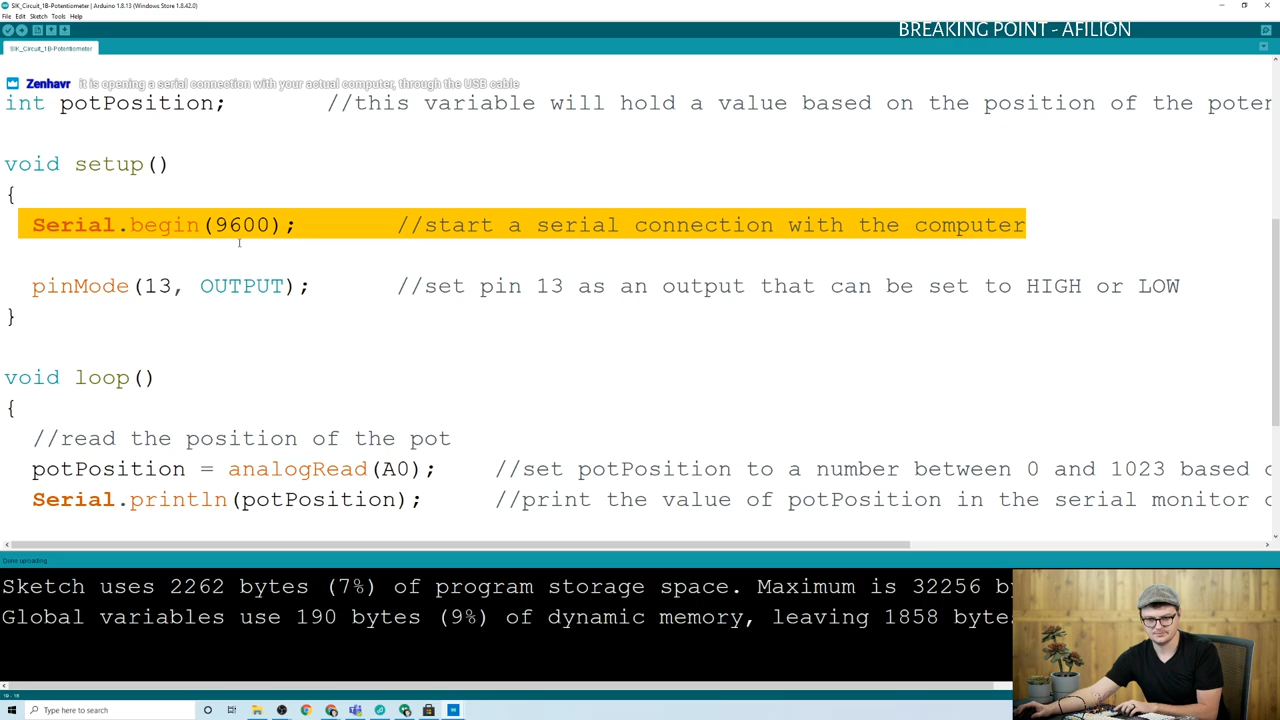 SIK_Circuit_1B-Potentiometer | Arduino 1.8.13 (Windows Store 1.8.42.0)
File Edit Sketch Tools Help
BREAKING POINT - AFILION
SIK_Circuit_1B-Potentiometer
Zenhavr it is opening a serial connection with your actual computer, through the USB cable
int potPosition; //this variable will hold a value based on the position of the poten
void setup()
{
Serial.begin(9600); //start a serial connection with the computer
pinMode(13, OUTPUT); //set pin 13 as an output that can be set to HIGH or LOW
}
void loop()
{
//read the position of the pot
potPosition = analogRead(A0); //set potPosition to a number between 0 and 1023 based o
Serial.println(potPosition); //print the value of potPosition in the serial monitor o
Done uploading.
Sketch uses 2262 bytes (7%) of program storage space. Maximum is 32256 by
Global variables use 190 bytes (9%) of dynamic memory, leaving 1858 byte
Type here to search